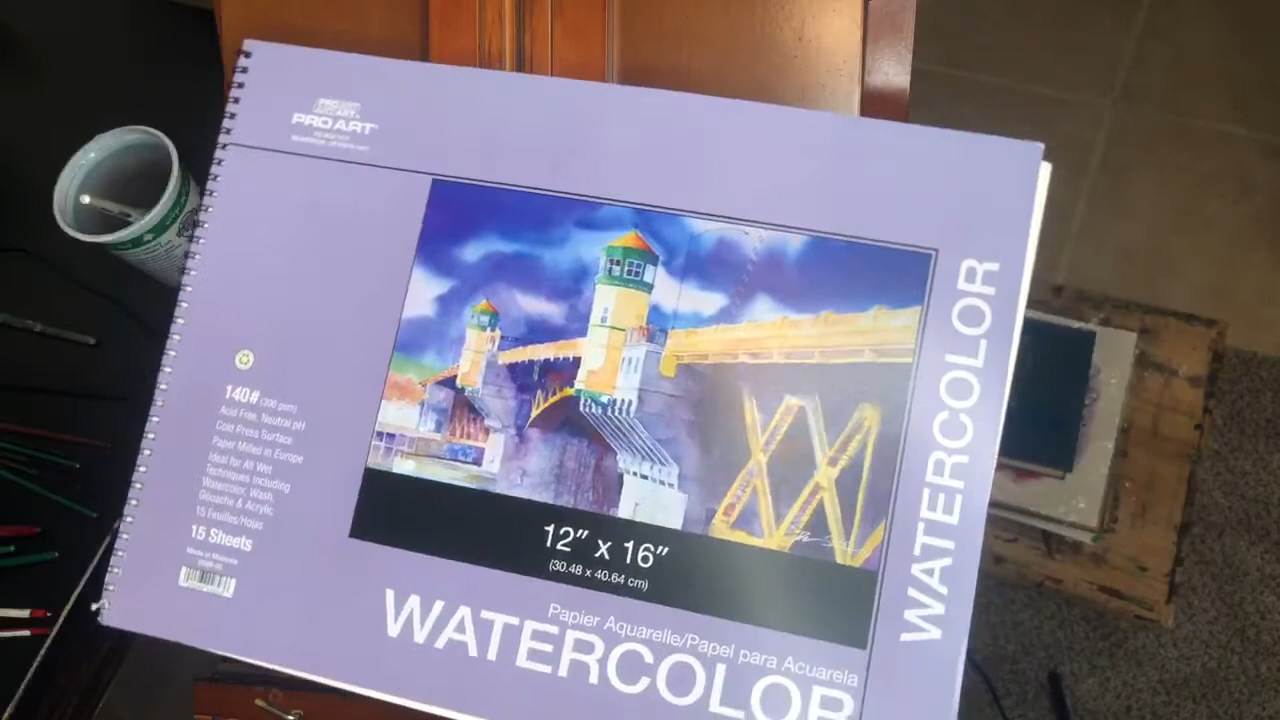 PRO ART
140# (300 gsm)
Acid Free, Neutral pH
Cold Press Surface
Paper Milled in Europe
Ideal for All Wet
Techniques Including
Watercolor, Wash,
Gouache & Acrylic
15 Feuilles/Hojas
15 Sheets
12” x 16”
(30.48 x 40.64 cm)
Papier Aquarelle/Papel para Acuarela
WATERCOLOR
WATERCOLOR